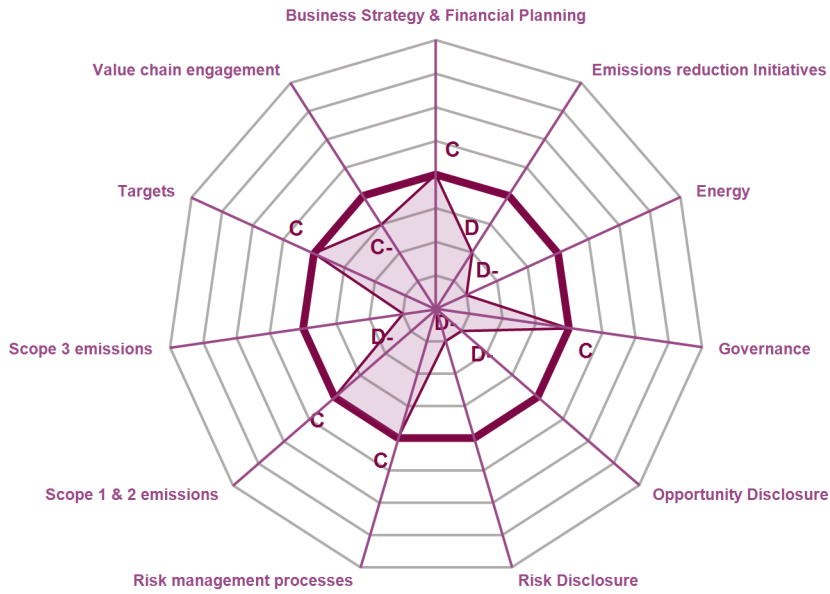 Business Strategy & Financial Planning
Value chain engagement
Emissions reduction Initiatives
C
Targets
Energy
C
D
C-
D-
D-
D-
Scope 3 emissions
D-
C
Governance
C
C
Scope 1 & 2 emissions
Opportunity Disclosure
Risk management processes
Risk Disclosure